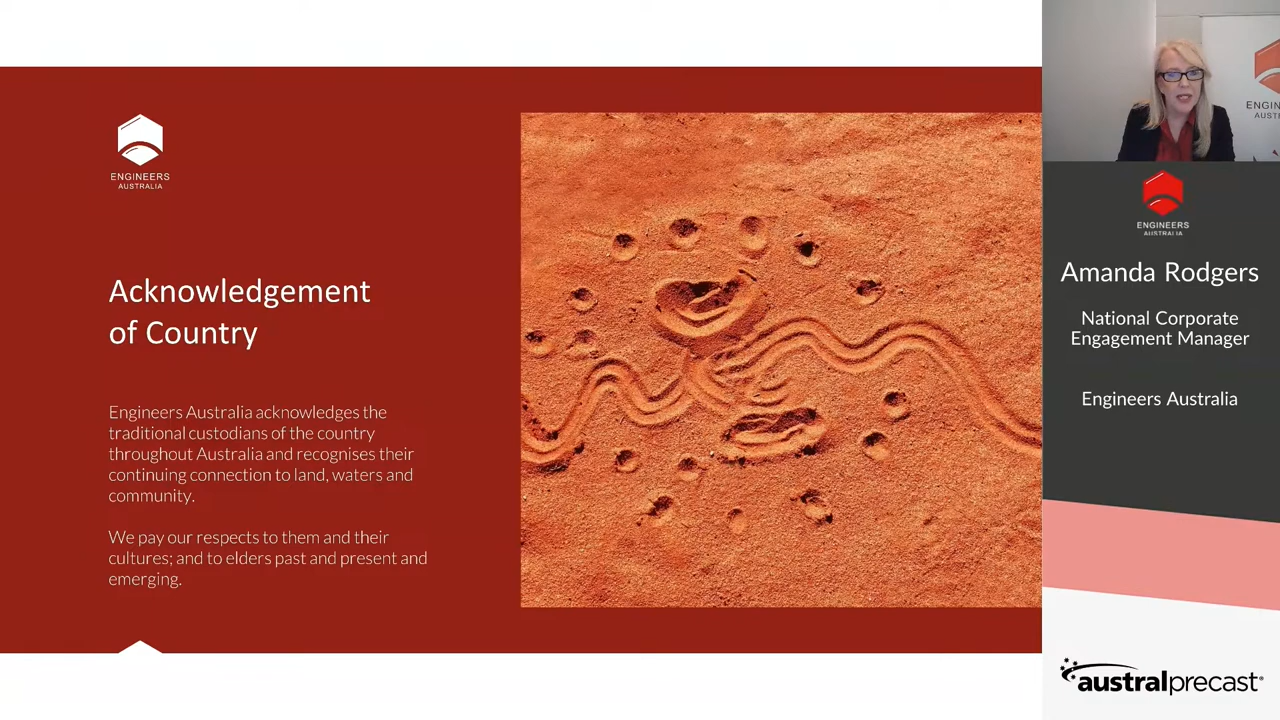 ENGINEERS
AUSTRALIA
Acknowledgement
of Country
Engineers Australia acknowledges the
traditional custodians of the country
throughout Australia and recognises their
continuing connection to land, waters and
community.
We pay our respects to them and their
cultures; and to elders past and present and
emerging.
ENGIN
AUST
ENGINEERS
AUSTRALIA
Amanda Rodgers
National Corporate
Engagement Manager
Engineers Australia
australprecast®